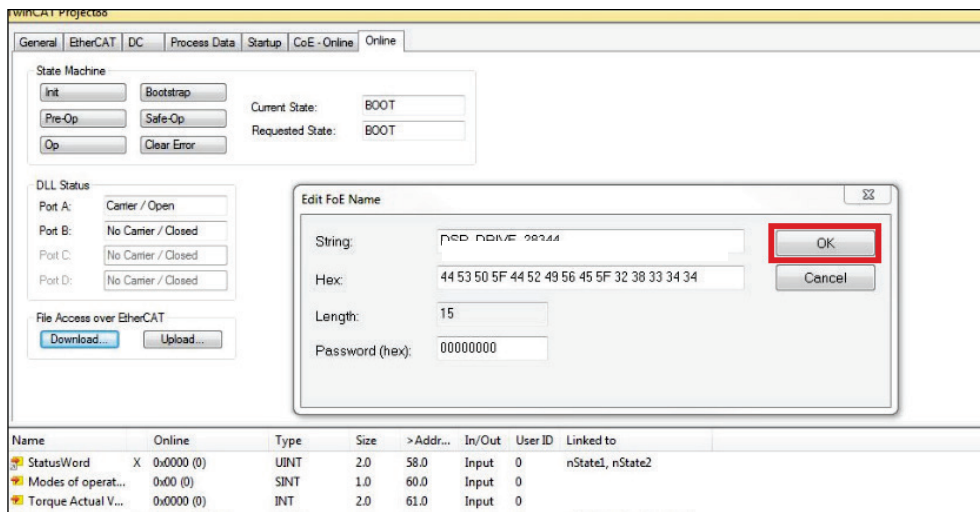 TwinCAT Project88
General EtherCAT DC Process Data Startup CoE - Online Online
State Machine
Init Bootstrap
Pre-Op Safe-Op
Op Clear Error
Current State: BOOT
Requested State: BOOT
DLL Status
Port A: Carrier / Open
Port B: No Carrier / Closed
Port C: No Carrier / Closed
Port D: No Carrier / Closed
File Access over EtherCAT
Download... Upload...
Edit FoE Name
String: DSP_DRIVE_28344
Hex: 44 53 50 5F 44 52 49 56 45 5F 32 38 33 34 34
Length: 15
Password (hex): 00000000
OK
Cancel
Name Online Type Size >Addr... In/Out User ID Linked to
StatusWord X 0x0000 (0) UINT 2.0 58.0 Input 0 nState1, nState2
Modes of operat... 0x00 (0) SINT 1.0 60.0 Input 0
Torque Actual V... 0x0000 (0) INT 2.0 61.0 Input 0